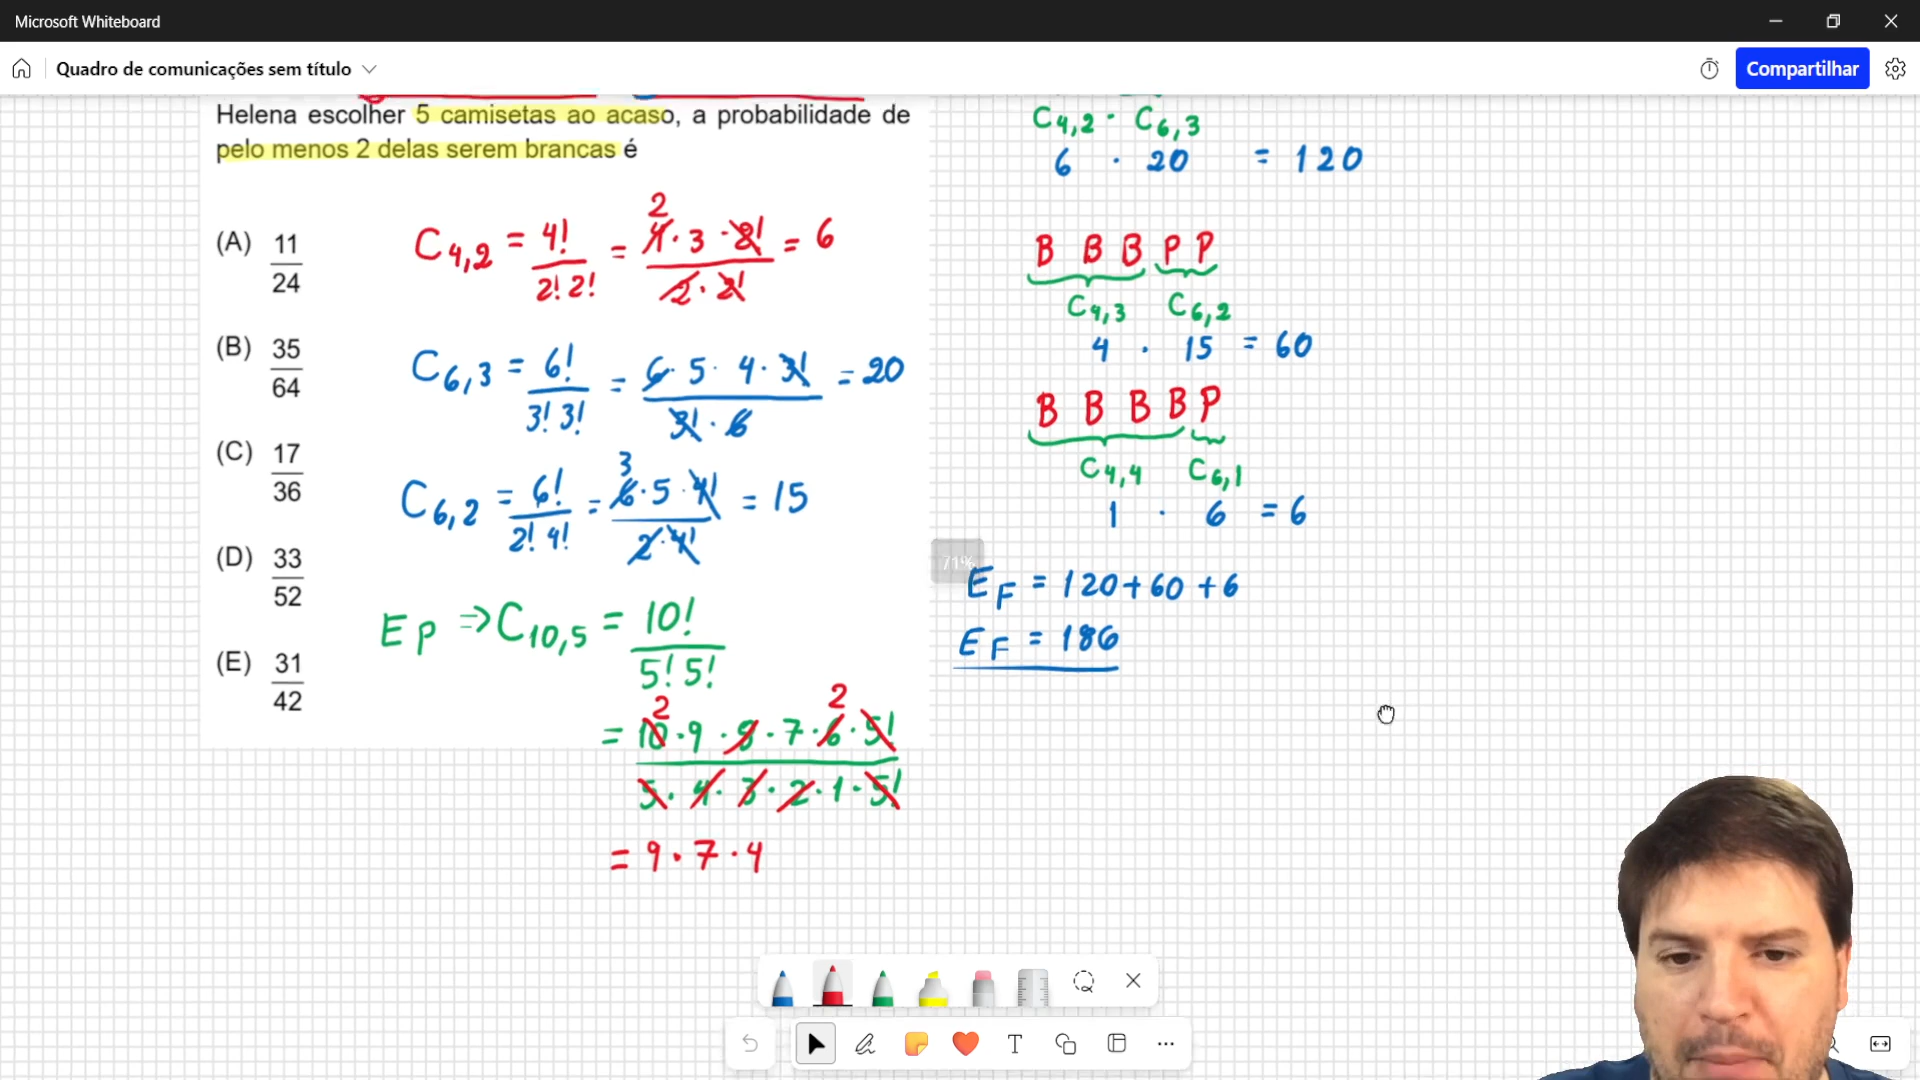 Microsoft Whiteboard
Quadro de comunicações sem título
Compartilhar
Helena escolher 5 camisetas ao acaso, a probabilidade de
pelo menos 2 delas serem brancas é
(A) 11/24
(B) 35/64
(C) 17/36
(D) 33/52
(E) 31/42
C4,2 = 4!/2! 2! = 4·3·2!/2·2! = 6
2
C6,3 = 6!/3! 3! = 6·5·4·3!/3!·6 = 20
C6,2 = 6!/2! 4! = 6·5·4!/2·4! = 15
3
EP ⇒ C10,5 = 10!/5! 5!
2 2
= 10·9·8·7·6·5!/5·4·3·2·1·5!
= 9·7·4
C4,2 · C6,3
6 · 20 = 120
B B B P P
C4,3 C6,2
4 · 15 = 60
B B B B P
C4,4 C6,1
1 · 6 = 6
71%
EF = 120+60+6
EF = 186
T